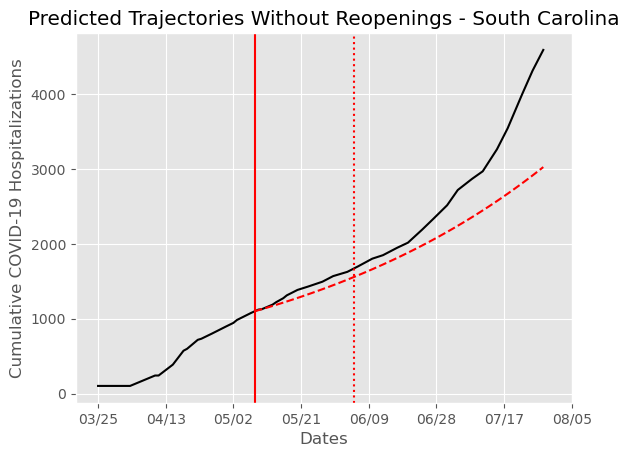 Predicted Trajectories Without Reopenings - South Carolina
Cumulative COVID-19 Hospitalizations
4000
3000
2000
1000
0
03/25 04/13 05/02 05/21 06/09 06/28 07/17 08/05
Dates